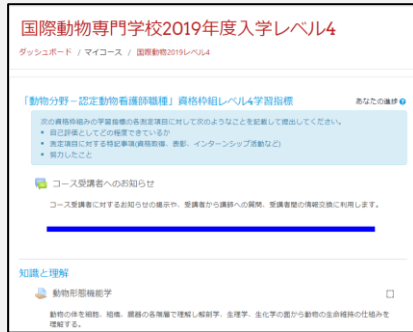 国際動物専門学校2019年度入学レベル4
ダッシュボード / マイコース / 国際動物2019レベル4
「動物分野－認定動物看護師職種」資格枠組レベル4学習指標
あなたの進捗
次の資格枠組みの学習指標の各測定項目に対して次のようなことを記載して提出してください。
• 自己評価としてどの程度できているか
• 測定項目に対する特記事項(資格取得、表彰、インターンシップ活動など)
• 努力したこと
コース受講者へのお知らせ
コース受講者に対するお知らせの掲示や、受講者から講師への質問、受講者間の情報交換に利用します。
知識と理解
動物形態機能学
動物の体を細胞、組織、臓器の各階層で理解し解剖学、生理学、生化学の面から動物の生命維持の仕組みを
理解する。